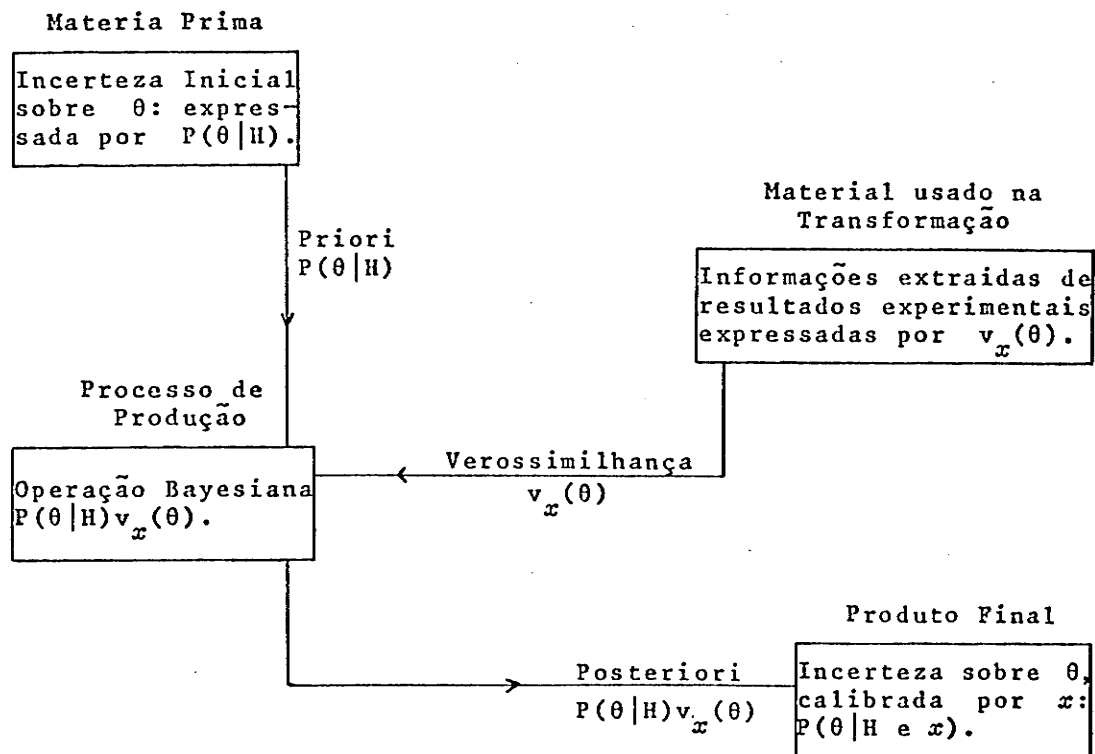 Materia Prima
Incerteza Inicial
sobre θ: expres-
sada por P(θ|H).
Priori
P(θ|H)
Material usado na
Transformação
Informações extraidas de
resultados experimentais
expressadas por v_x(θ).
Processo de
Produção
Operação Bayesiana
P(θ|H)v_x(θ).
Verossimilhança
v_x(θ)
Posteriori
P(θ|H)v_x(θ)
Produto Final
Incerteza sobre θ,
calibrada por x:
P(θ|H e x).